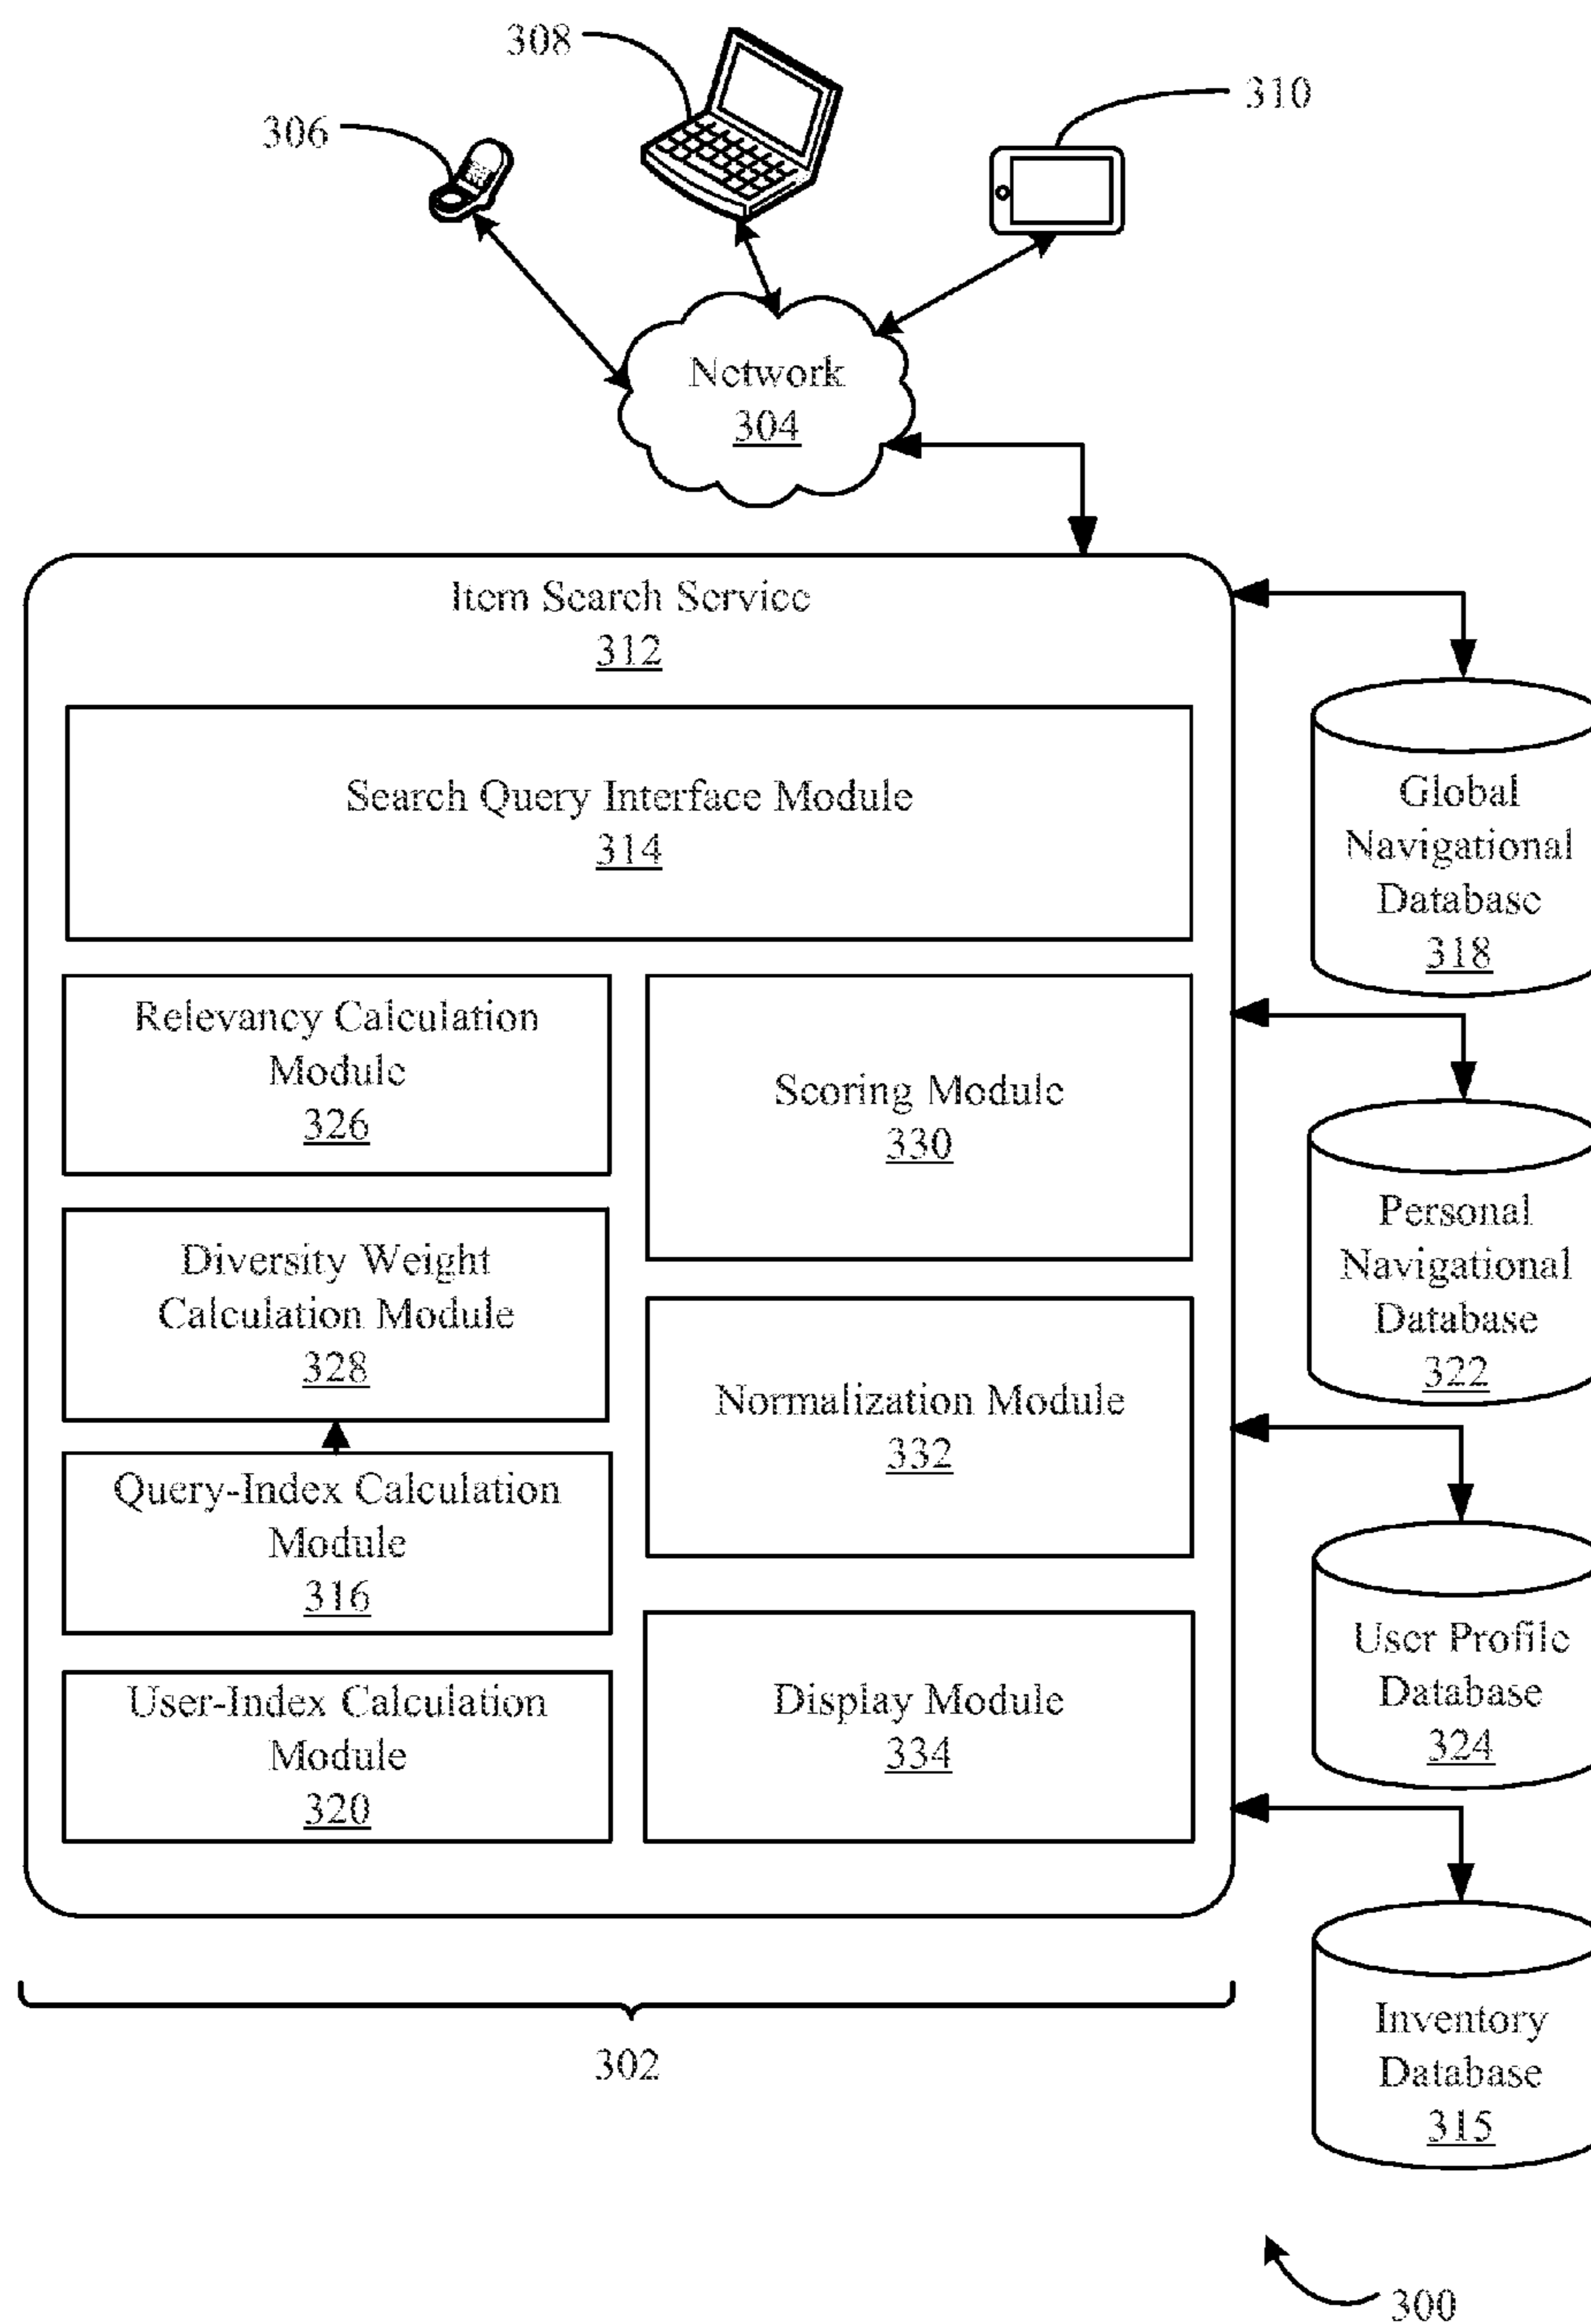 308
310
306
Network
304
Item Search Service
312
Search Query Interface Module
314
Global
Navigational
Database
318
Relevancy Calculation
Module
326
Scoring Module
330
Personal
Navigational
Database
322
Diversity Weight
Calculation Module
328
Normalization Module
332
Query-Index Calculation
Module
316
User Profile
Database
324
User-Index Calculation
Module
320
Display Module
334
Inventory
Database
315
302
300